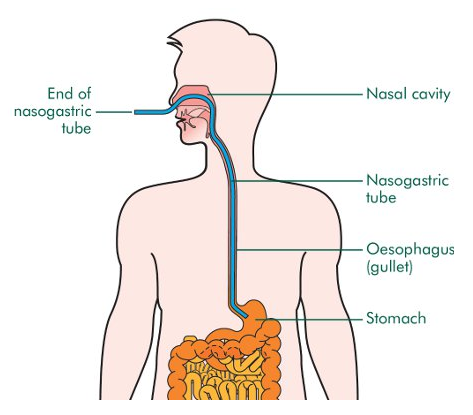 End of
nasogastric
tube
Nasal cavity
Nasogastric
tube
Oesophagus
(gullet)
Stomach